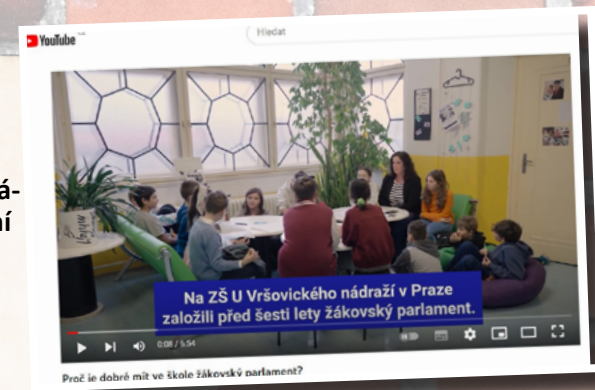 YouTube
Hledat
á-
ní
Na ZŠ U Vršovického nádraží v Praze
založili před šesti lety žákovský parlament.
0:08 / 5:54
Proč je dobré mít ve škole žákovský parlament?